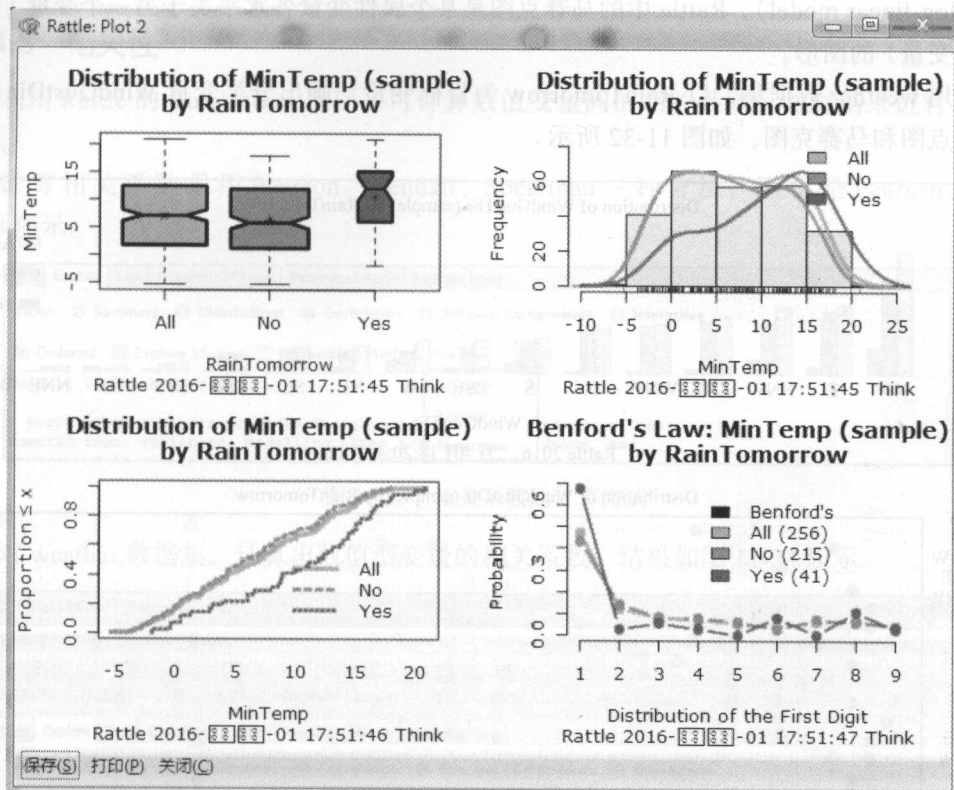 Rattle: Plot 2
Distribution of MinTemp (sample)
by RainTomorrow
MinTemp
15
5
-5
All
No
Yes
RainTomorrow
Rattle 2016- -01 17:51:45 Think
Distribution of MinTemp (sample)
by RainTomorrow
Frequency
60
20
0
All
No
Yes
-10
-5
0
5
10
15
20
25
MinTemp
Rattle 2016- -01 17:51:45 Think
Distribution of MinTemp (sample)
by RainTomorrow
Proportion ≤ x
0.8
0.4
0.0
All
No
Yes
-5
0
5
10
15
20
MinTemp
Rattle 2016- -01 17:51:46 Think
Benford's Law: MinTemp (sample)
by RainTomorrow
Probability
0.6
0.3
0.0
Benford's
All (256)
No (215)
Yes (41)
1
2
3
4
5
6
7
8
9
Distribution of the First Digit
Rattle 2016- -01 17:51:47 Think
保存(S) 打印(P) 关闭(C)